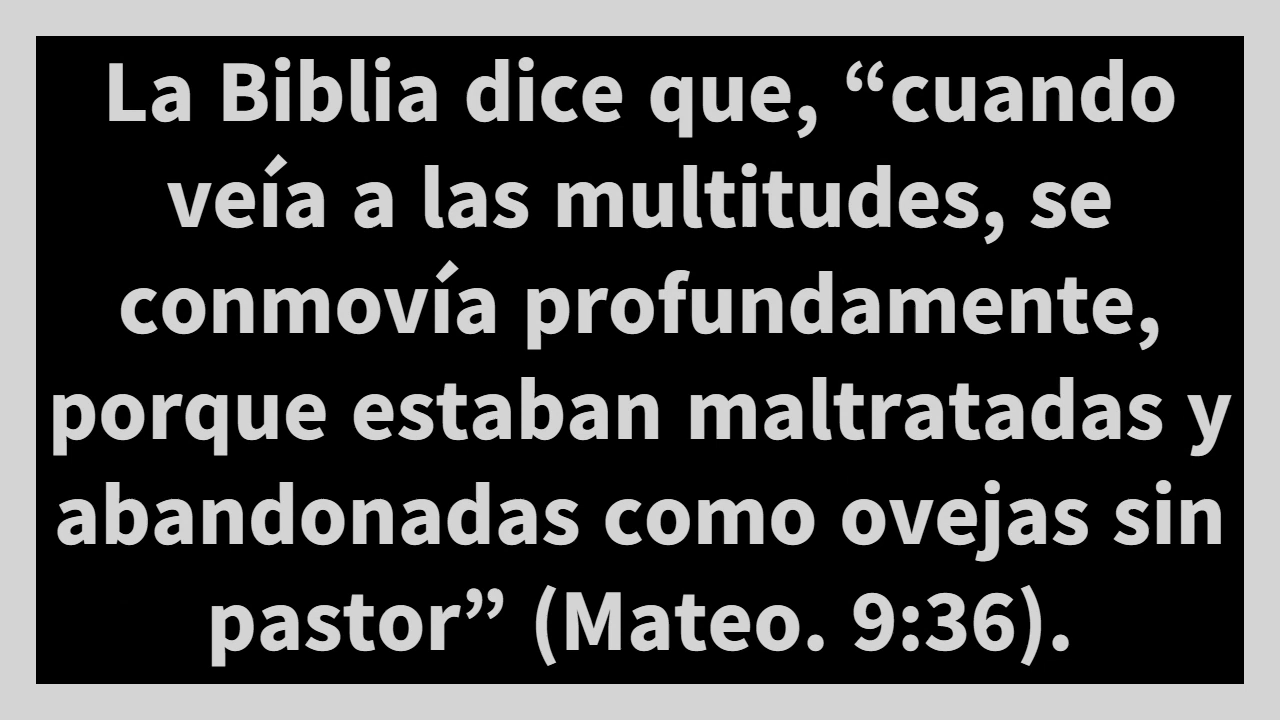 La Biblia dice que, “cuando
veía a las multitudes, se
conmovía profundamente,
porque estaban maltratadas y
abandonadas como ovejas sin
pastor” (Mateo. 9:36).